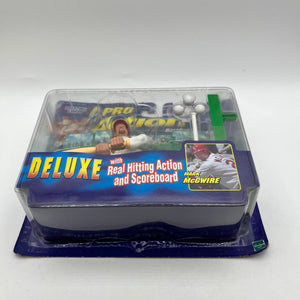 PRO
ACTION
DELUXE
with
Real Hitting Action
and Scoreboard
MARK
McGWIRE